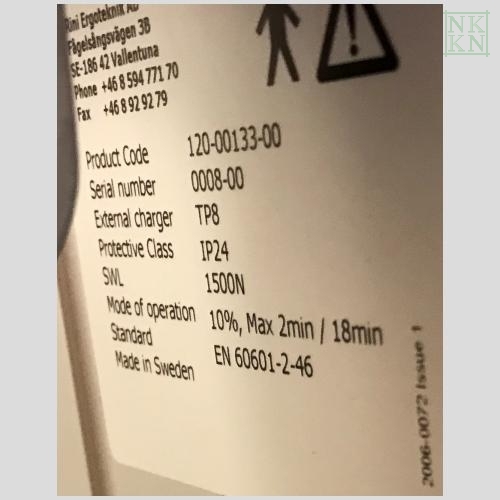 Rini Ergoteknik AB
Fågelsångsvägen 3B
SE-186 42 Vallentuna
Phone +46 8 594 771 70
Fax +46 8 92 92 79
Product Code 120-00133-00
Serial number 0008-00
External charger TP8
Protective Class IP24
SWL 1500N
Mode of operation 10%, Max 2min / 18min
Standard EN 60601-2-46
Made in Sweden
2006-0072 Issue 1
NK
KN